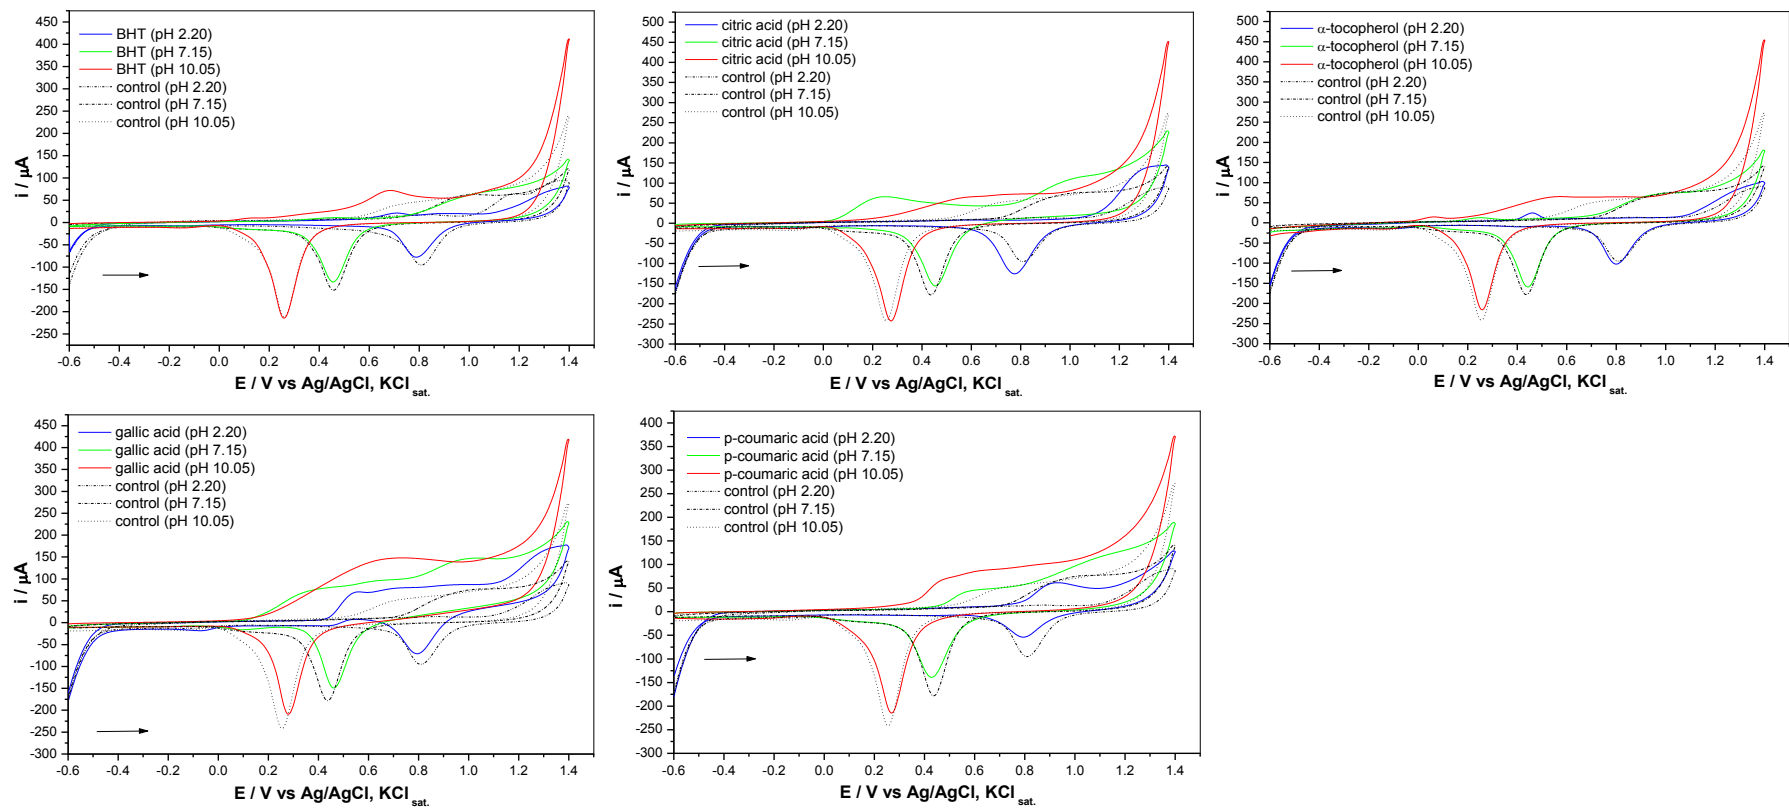 450
400
350
300
250
200
150
100
50
0
-50
-100
-150
-200
-250
i / µA
BHT (pH 2.20)
BHT (pH 7.15)
BHT (pH 10.05)
control (pH 2.20)
control (pH 7.15)
control (pH 10.05)
-0.6 -0.4 -0.2 0.0 0.2 0.4 0.6 0.8 1.0 1.2 1.4
E / V vs Ag/AgCl, KCl sat.
500
450
400
350
300
250
200
150
100
50
0
-50
-100
-150
-200
-250
-300
i / µA
citric acid (pH 2.20)
citric acid (pH 7.15)
citric acid (pH 10.05)
control (pH 2.20)
control (pH 7.15)
control (pH 10.05)
-0.6 -0.4 -0.2 0.0 0.2 0.4 0.6 0.8 1.0 1.2 1.4
E / V vs Ag/AgCl, KCl sat.
500
450
400
350
300
250
200
150
100
50
0
-50
-100
-150
-200
-250
-300
i / µA
α-tocopherol (pH 2.20)
α-tocopherol (pH 7.15)
α-tocopherol (pH 10.05)
control (pH 2.20)
control (pH 7.15)
control (pH 10.05)
-0.6 -0.4 -0.2 0.0 0.2 0.4 0.6 0.8 1.0 1.2 1.4
E / V vs Ag/AgCl, KCl sat.
450
400
350
300
250
200
150
100
50
0
-50
-100
-150
-200
-250
-300
i / µA
gallic acid (pH 2.20)
gallic acid (pH 7.15)
gallic acid (pH 10.05)
control (pH 2.20)
control (pH 7.15)
control (pH 10.05)
-0.6 -0.4 -0.2 0.0 0.2 0.4 0.6 0.8 1.0 1.2 1.4
E / V vs Ag/AgCl, KCl sat.
400
350
300
250
200
150
100
50
0
-50
-100
-150
-200
-250
-300
i / µA
p-coumaric acid (pH 2.20)
p-coumaric acid (pH 7.15)
p-coumaric acid (pH 10.05)
control (pH 2.20)
control (pH 7.15)
control (pH 10.05)
-0.6 -0.4 -0.2 0.0 0.2 0.4 0.6 0.8 1.0 1.2 1.4
E / V vs Ag/AgCl, KCl sat.